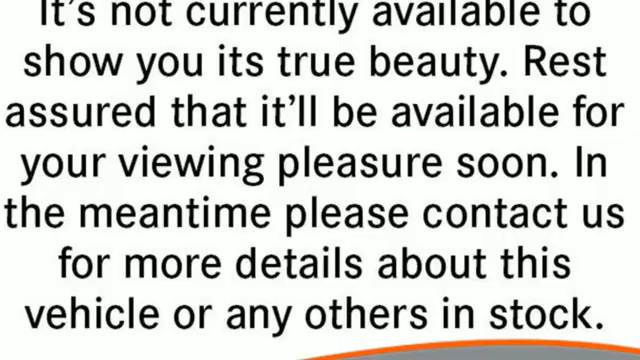 It's not currently available to
show you its true beauty. Rest
assured that it'll be available for
your viewing pleasure soon. In
the meantime please contact us
for more details about this
vehicle or any others in stock.